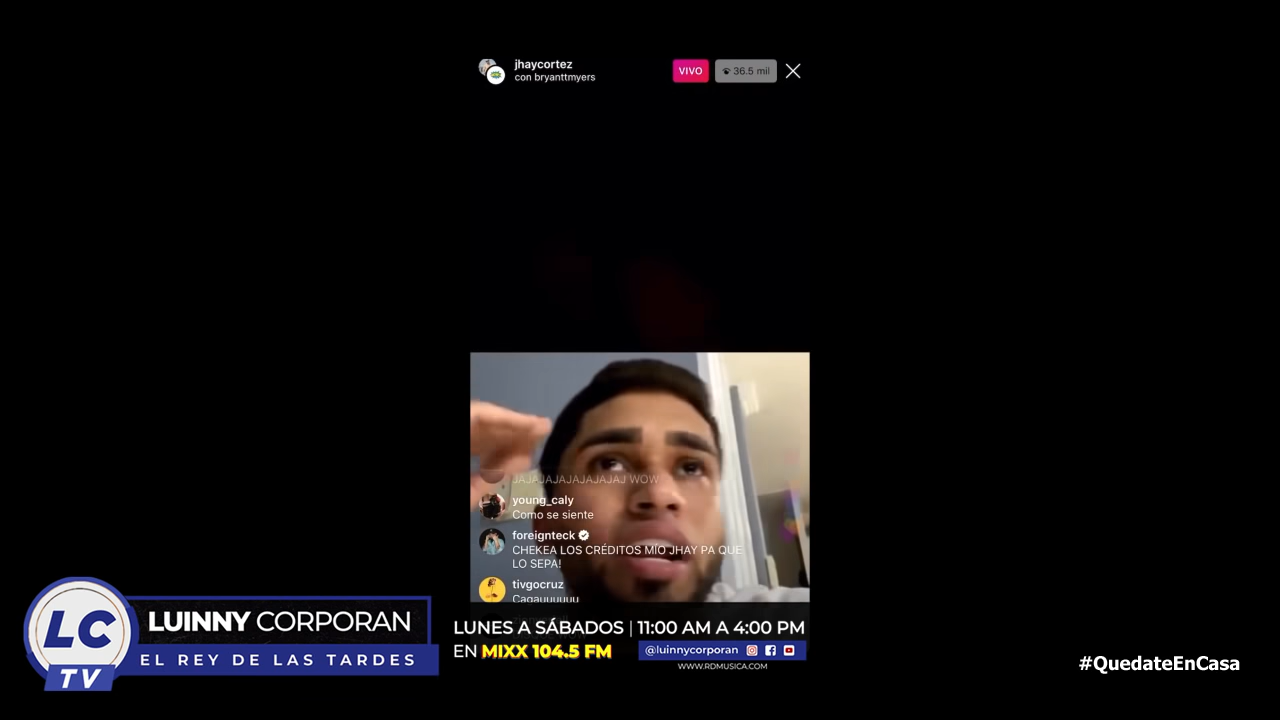 jhaycortez
con bryanttmyers
VIVO
36.5 mil
JAJAJAJAJAJAJAJ WOW
young_caly
Como se siente
foreignteck
CHEKEA LOS CRÉDITOS MÍO JHAY PA QUE
LO SEPA!
tivgocruz
Cagauuuuu
LC
TV
LUINNY CORPORAN
EL REY DE LAS TARDES
LUNES A SÁBADOS | 11:00 AM A 4:00 PM
EN MIXX 104.5 FM
@luinnycorporan
WWW.RDMUSICA.COM
#QuedateEnCasa